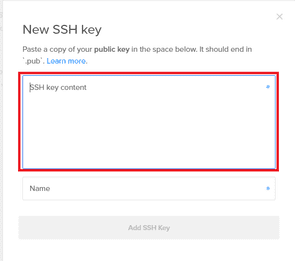 New SSH key
Paste a copy of your public key in the space below. It should end in
`.pub`. Learn more.
SSH key content *
Name *
Add SSH Key